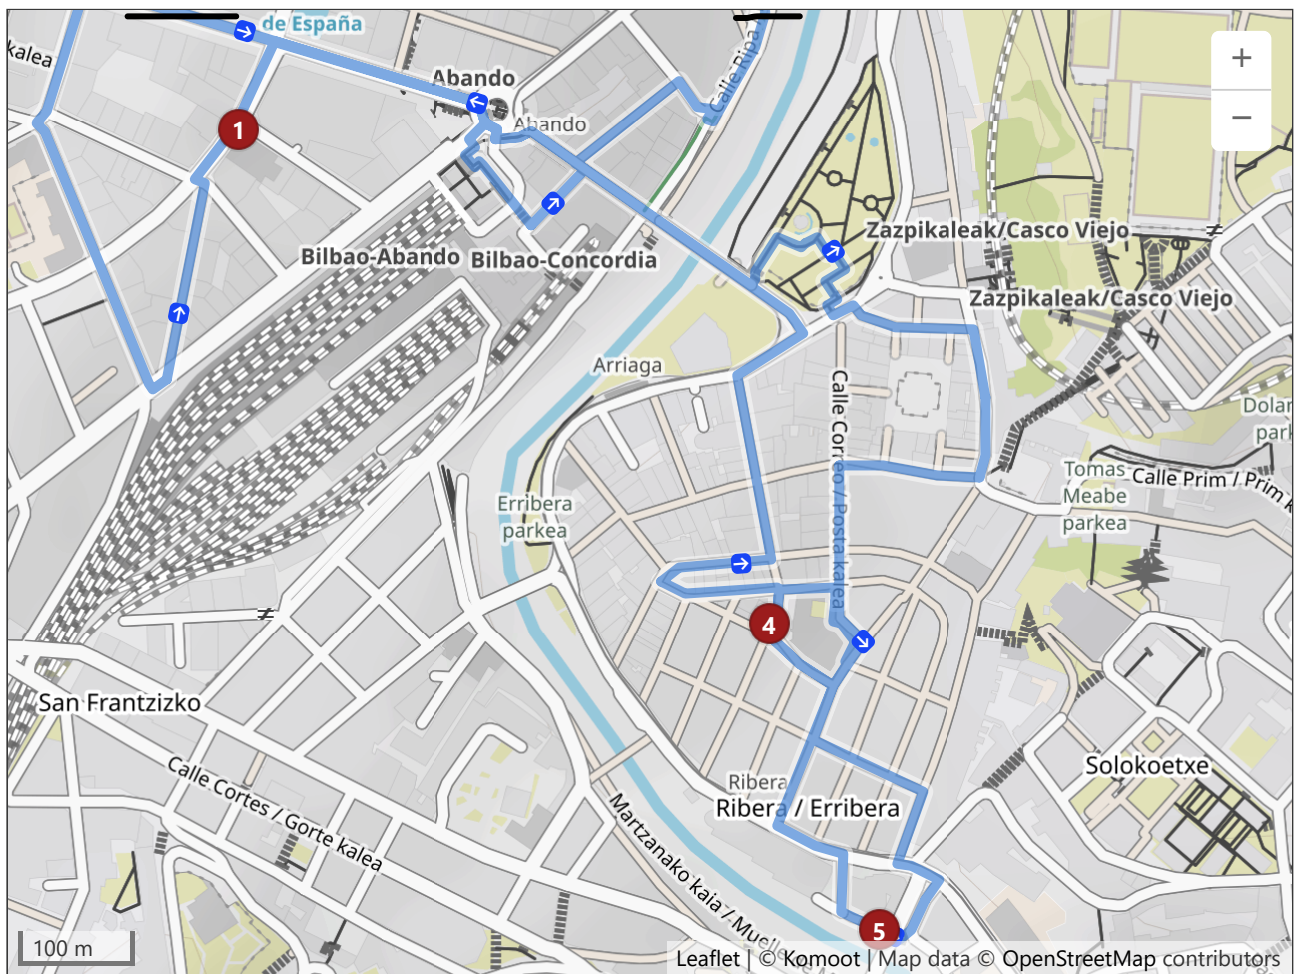 de España
kalea
Abando
Calle Ripa /
1
Abando
+
−
Zazpikaleak/Casco Viejo
Bilbao-Abando
Bilbao-Concordia
Zazpikaleak/Casco Viejo
Arriaga
Calle Correo / Posta kalea
Dolar
park
Tomas
Meabe
parkea
Calle Prim / Prim k
Erribera
parkea
4
San Frantzizko
Solokoetxe
Calle Cortes / Gorte kalea
Ribera
Ribera / Erribera
Martzanako kaia / Muelle de M
5
100 m
Leaflet | © Komoot | Map data © OpenStreetMap contributors